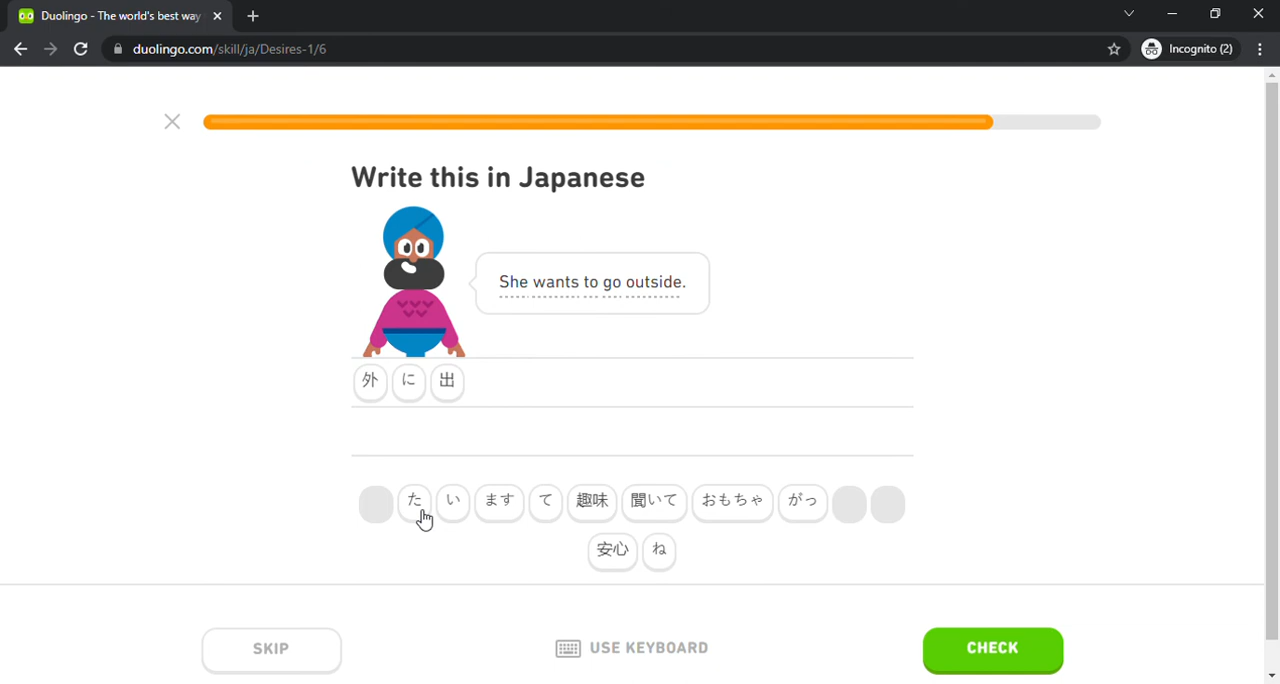 Duolingo - The world's best way
duolingo.com/skill/ja/Desires-1/6
Incognito (2)
Write this in Japanese
She wants to go outside.
外 に 出
た い ます て 趣味 聞いて おもちゃ がっ
安心 ね
SKIP
USE KEYBOARD
CHECK